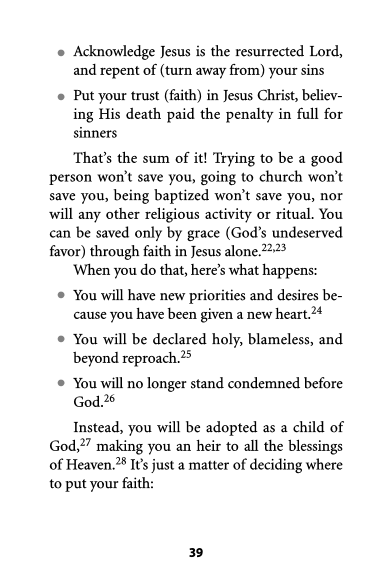 • Acknowledge Jesus is the resurrected Lord,
and repent of (turn away from) your sins
• Put your trust (faith) in Jesus Christ, believ-
ing His death paid the penalty in full for
sinners
That’s the sum of it! Trying to be a good
person won’t save you, going to church won’t
save you, being baptized won’t save you, nor
will any other religious activity or ritual. You
can be saved only by grace (God’s undeserved
favor) through faith in Jesus alone.22,23
When you do that, here’s what happens:
• You will have new priorities and desires be-
cause you have been given a new heart.24
• You will be declared holy, blameless, and
beyond reproach.25
• You will no longer stand condemned before
God.26
Instead, you will be adopted as a child of
God,27 making you an heir to all the blessings
of Heaven.28 It’s just a matter of deciding where
to put your faith:
39